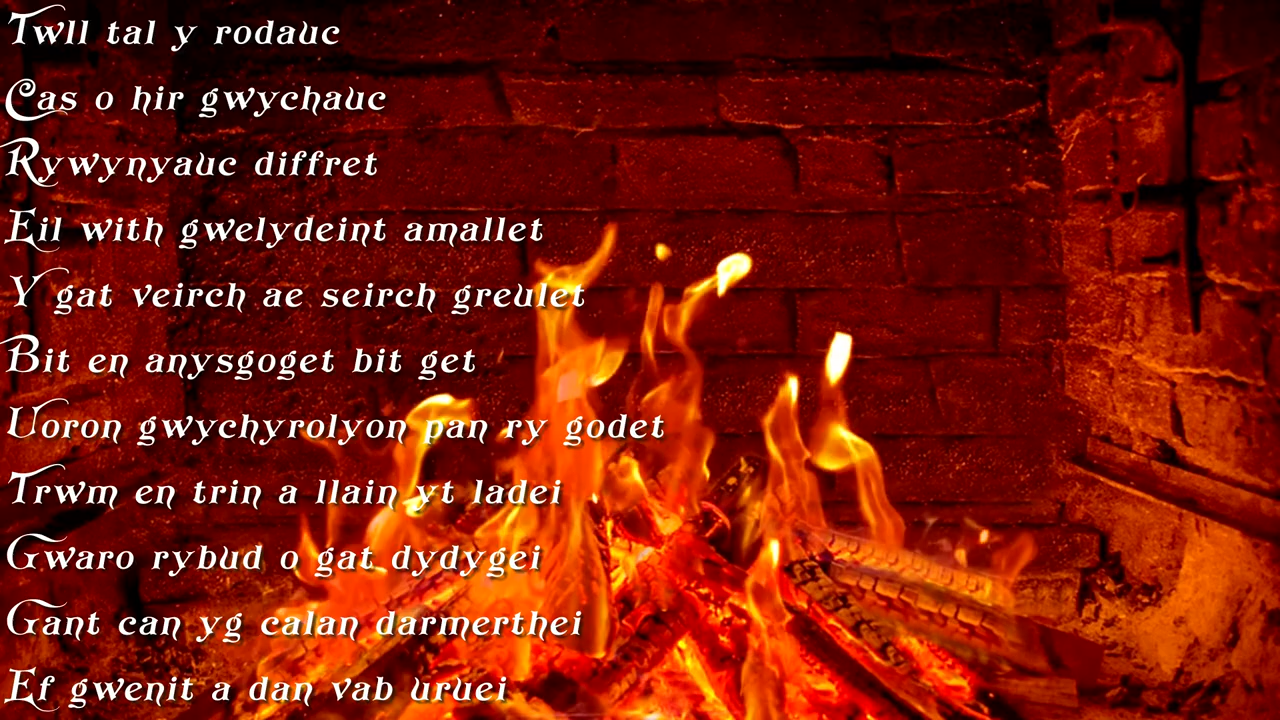 Twll tal y rodauc
Cas o hir gwychauc
Rywynyauc diffret
Eil with gwelydeint amallet
Y gat veirch ae seirch greulet
Bit en anysgoget bit get
Uoron gwychyrolyon pan ry godet
Trwm en trin a llain yt ladei
Gwaro rybud o gat dydygei
Gant can yg calan darmerthei
Ef gwenit a dan vab uruei